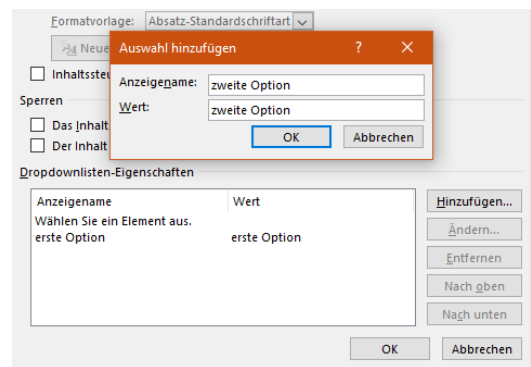 Formatvorlage: Absatz-Standardschriftart
Neue
Auswahl hinzufügen ? ×
Anzeigename: zweite Option
Wert: zweite Option
OK Abbrechen
Sperren
Das Inhalt
Der Inhalt
Dropdownlisten-Eigenschaften
Anzeigename Wert
Wählen Sie ein Element aus.
erste Option erste Option
Hinzufügen...
Ändern...
Entfernen
Nach oben
Nach unten
OK Abbrechen